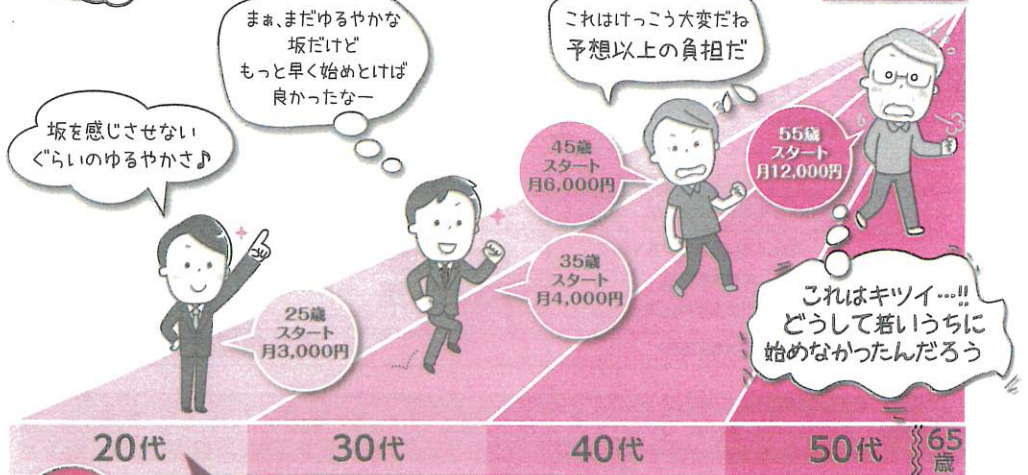 坂を感じさせない
ぐらいのゆるやかさ♪
まぁ、まだゆるやかな
坂だけど
もっと早く始めとけば
良かったなー
これはけっこう大変だね
予想以上の負担だ
25歳
スタート
月3,000円
35歳
スタート
月4,000円
45歳
スタート
月6,000円
55歳
スタート
月12,000円
これはキツイ…!!
どうして若いうちに
始めなかったんだろう
20代
30代
40代
50代
65
歳